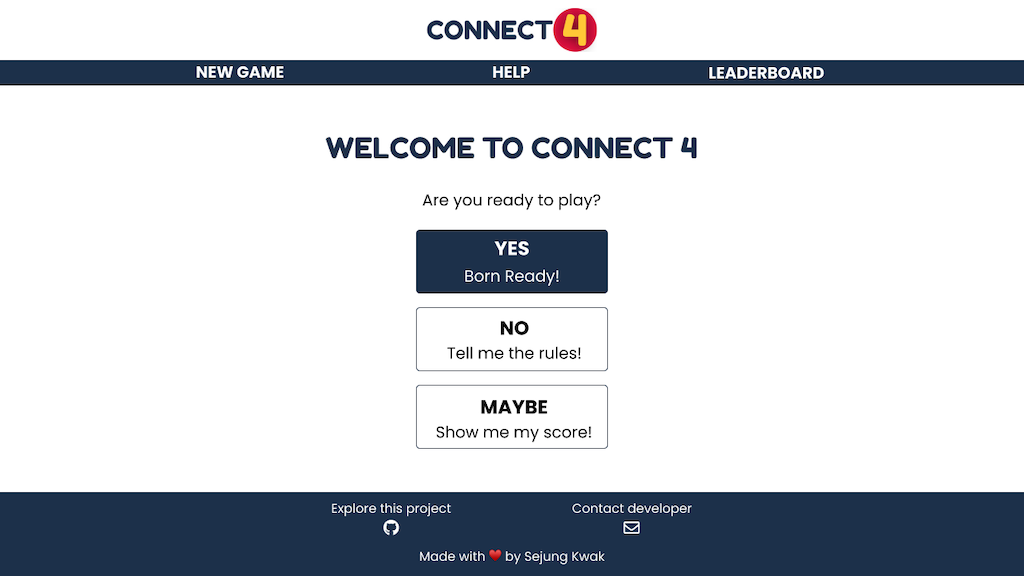 CONNECT 4
NEW GAME HELP LEADERBOARD
WELCOME TO CONNECT 4
Are you ready to play?
YES
Born Ready!
NO
Tell me the rules!
MAYBE
Show me my score!
Explore this project Contact developer
Made with ❤️ by Sejung Kwak